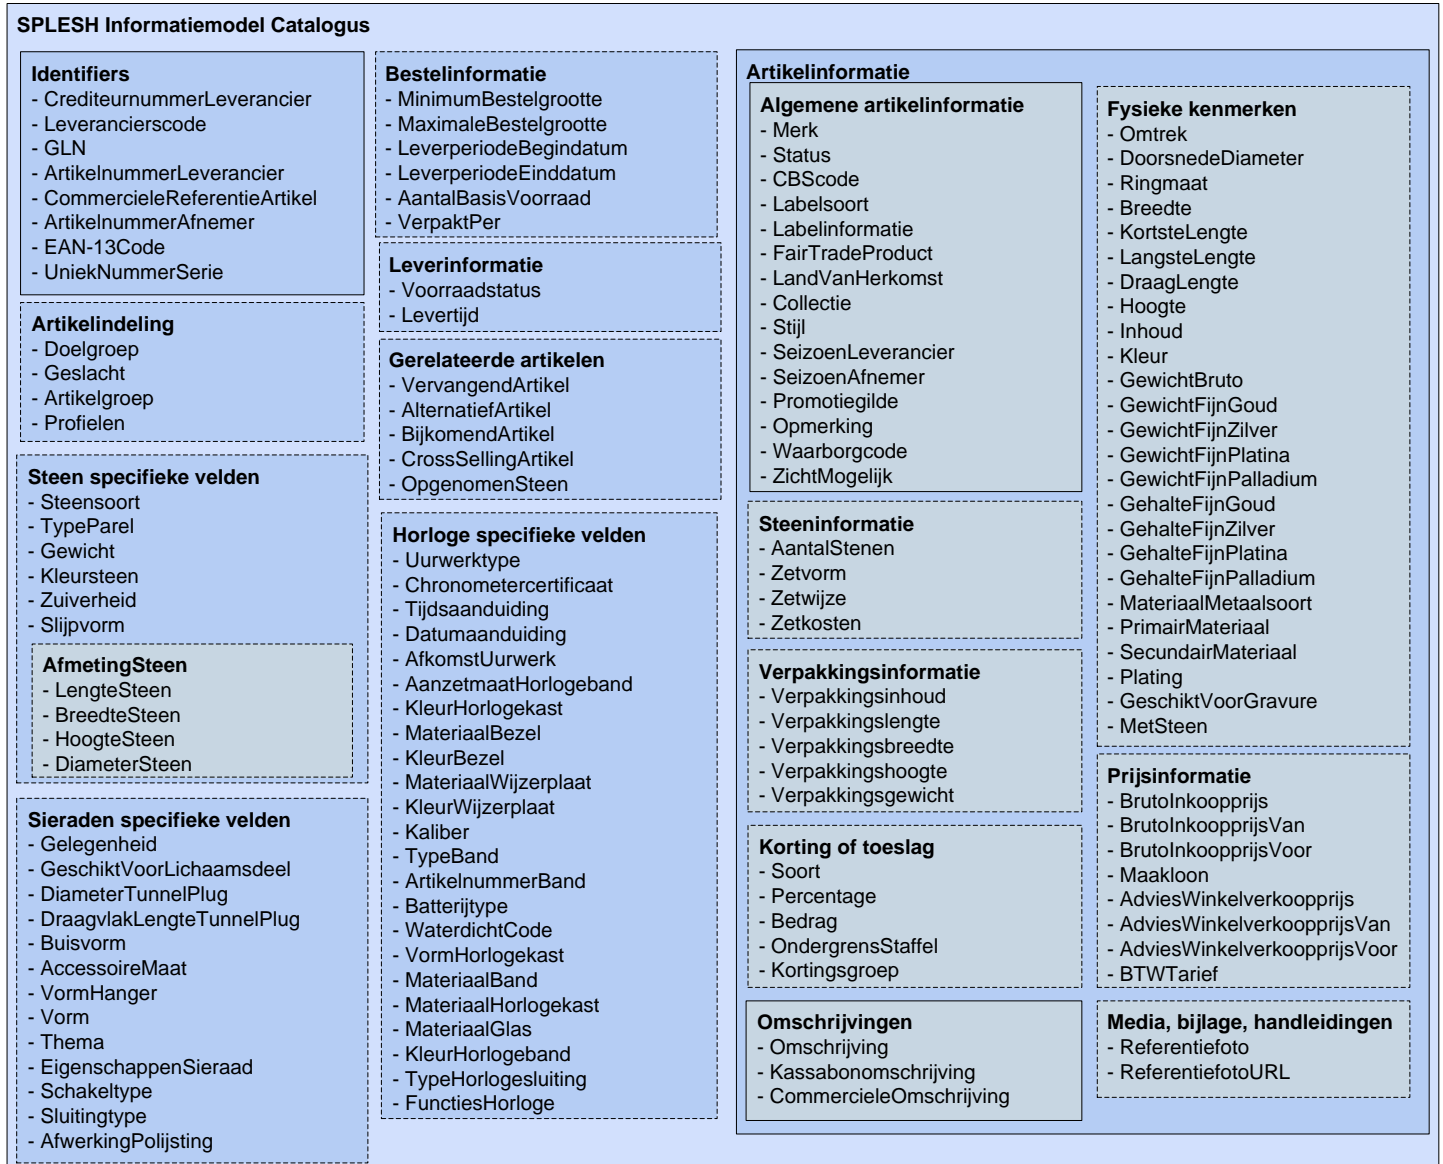 SPLESH Informatiemodel Catalogus
Identifiers
- CrediteurnummerLeverancier
- Leverancierscode
- GLN
- ArtikelnummerLeverancier
- CommercieleReferentieArtikel
- ArtikelnummerAfnemer
- EAN-13Code
- UniekNummerSerie
Artikelindeling
- Doelgroep
- Geslacht
- Artikelgroep
- Profielen
Steen specifieke velden
- Steensoort
- TypeParel
- Gewicht
- Kleursteen
- Zuiverheid
- Slijpvorm
AfmetingSteen
- LengteSteen
- BreedteSteen
- HoogteSteen
- DiameterSteen
Sieraden specifieke velden
- Gelegenheid
- GeschiktVoorLichaamsdeel
- DiameterTunnelPlug
- DraagvlakLengteTunnelPlug
- Buisvorm
- AccessoireMaat
- VormHanger
- Vorm
- Thema
- EigenschappenSieraad
- Schakeltype
- Sluitingtype
- AfwerkingPolijsting
Bestelinformatie
- MinimumBestelgrootte
- MaximaleBestelgrootte
- LeverperiodeBegindatum
- LeverperiodeEinddatum
- AantalBasisVoorraad
- VerpaktPer
Leverinformatie
- Voorraadstatus
- Levertijd
Gerelateerde artikelen
- VervangendArtikel
- AlternatiefArtikel
- BijkomendArtikel
- CrossSellingArtikel
- OpgenomenSteen
Horloge specifieke velden
- Uurwerktype
- Chronometercertificaat
- Tijdsaanduiding
- Datumaanduiding
- AfkomstUurwerk
- AanzetmaatHorlogeband
- KleurHorlogekast
- MateriaalBezel
- KleurBezel
- MateriaalWijzerplaat
- KleurWijzerplaat
- Kaliber
- TypeBand
- ArtikelnummerBand
- Batterijtype
- WaterdichtCode
- VormHorlogekast
- MateriaalBand
- MateriaalHorlogekast
- MateriaalGlas
- KleurHorlogeband
- TypeHorlogesluiting
- FunctiesHorloge
Artikelinformatie
Algemene artikelinformatie
- Merk
- Status
- CBScode
- Labelsoort
- Labelinformatie
- FairTradeProduct
- LandVanHerkomst
- Collectie
- Stijl
- SeizoenLeverancier
- SeizoenAfnemer
- Promotiegilde
- Opmerking
- Waarborgcode
- ZichtMogelijk
Steeninformatie
- AantalStenen
- Zetvorm
- Zetwijze
- Zetkosten
Verpakkingsinformatie
- Verpakkingsinhoud
- Verpakkingslengte
- Verpakkingsbreedte
- Verpakkingshoogte
- Verpakkingsgewicht
Korting of toeslag
- Soort
- Percentage
- Bedrag
- OndergrensStaffel
- Kortingsgroep
Omschrijvingen
- Omschrijving
- Kassabonomschrijving
- CommercieleOmschrijving
Fysieke kenmerken
- Omtrek
- DoorsnedeDiameter
- Ringmaat
- Breedte
- KortsteLengte
- LangsteLengte
- DraagLengte
- Hoogte
- Inhoud
- Kleur
- GewichtBruto
- GewichtFijnGoud
- GewichtFijnZilver
- GewichtFijnPlatina
- GewichtFijnPalladium
- GehalteFijnGoud
- GehalteFijnZilver
- GehalteFijnPlatina
- GehalteFijnPalladium
- MateriaalMetaalsoort
- PrimairMateriaal
- SecundairMateriaal
- Plating
- GeschiktVoorGravure
- MetSteen
Prijsinformatie
- BrutoInkoopprijs
- BrutoInkoopprijsVan
- BrutoInkoopprijsVoor
- Maakloon
- AdviesWinkelverkoopprijs
- AdviesWinkelverkoopprijsVan
- AdviesWinkelverkoopprijsVoor
- BTWTarief
Media, bijlage, handleidingen
- Referentiefoto
- ReferentiefotoURL